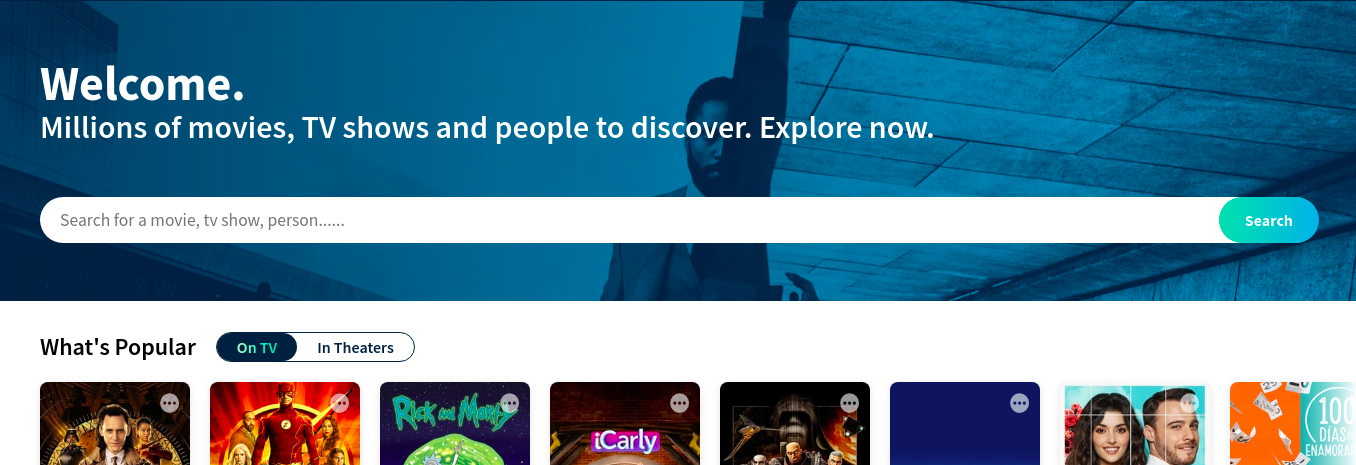 Welcome.
Millions of movies, TV shows and people to discover. Explore now.
Search for a movie, tv show, person......
Search
What's Popular
On TV
In Theaters
Rick and Morty
iCarly
100
DÍAS
ENAMORAR